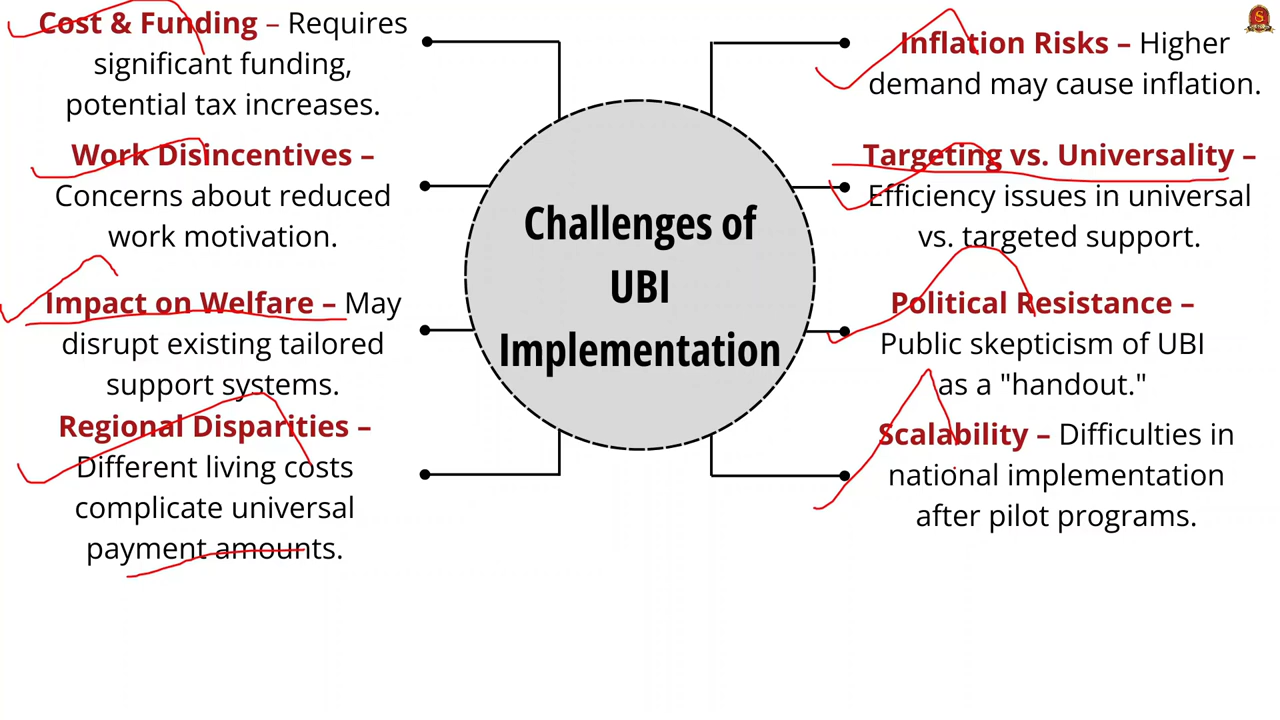 Cost & Funding – Requires
significant funding,
potential tax increases.
Work Disincentives –
Concerns about reduced
work motivation.
Impact on Welfare – May
disrupt existing tailored
support systems.
Regional Disparities –
Different living costs
complicate universal
payment amounts.
Challenges of
UBI
Implementation
Inflation Risks – Higher
demand may cause inflation.
Targeting vs. Universality –
Efficiency issues in universal
vs. targeted support.
Political Resistance –
Public skepticism of UBI
as a "handout."
Scalability – Difficulties in
national implementation
after pilot programs.